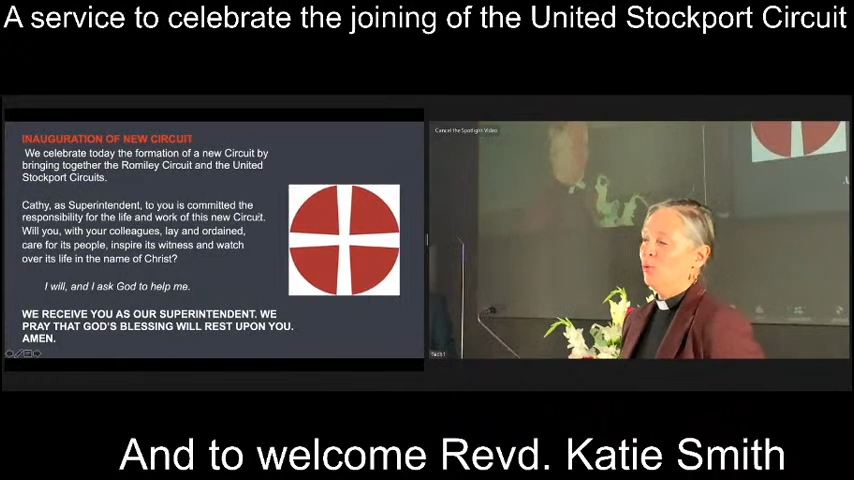 A service to celebrate the joining of the United Stockport Circuit
INAUGURATION OF NEW CIRCUIT
We celebrate today the formation of a new Circuit by
bringing together the Romiley Circuit and the United
Stockport Circuits.
Cathy, as Superintendent, to you is committed the
responsibility for the life and work of this new Circuit.
Will you, with your colleagues, lay and ordained,
care for its people, inspire its witness and watch
over its life in the name of Christ?
I will, and I ask God to help me.
WE RECEIVE YOU AS OUR SUPERINTENDENT. WE
PRAY THAT GOD'S BLESSING WILL REST UPON YOU.
AMEN.
Cancel the Spotlight Video
And to welcome Revd. Katie Smith